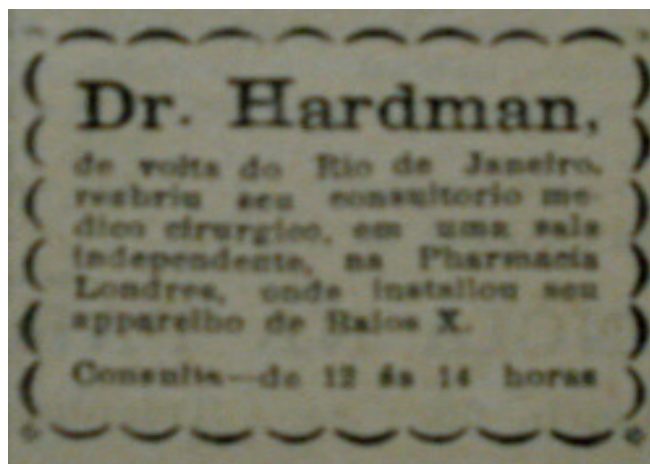 Dr. Hardman,
de volta do Rio de Janeiro,
reabriu seu consultorio me-
dico cirurgico, em uma sala
independente, na Pharmacia
Londres, onde installou seu
apparelho de Raios X.
Consulta—de 12 ás 14 horas